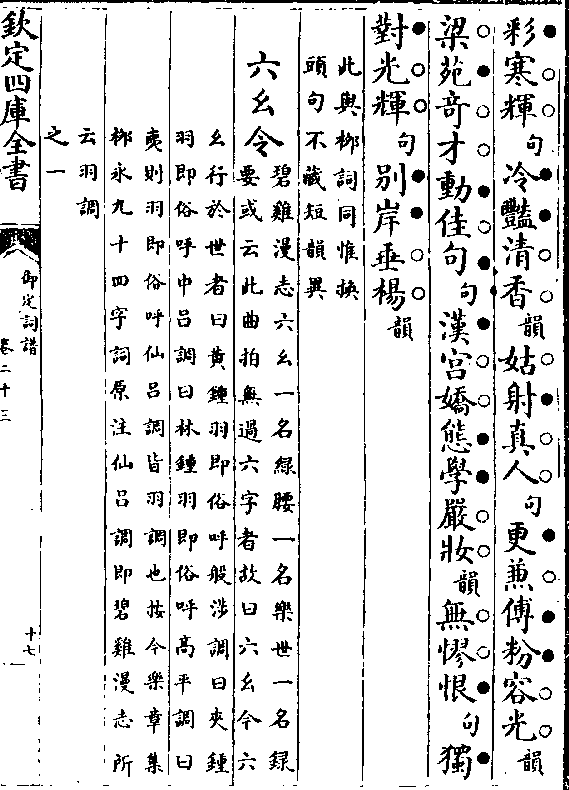 彩寒輝句冷豔清香韻姑射真人句更兼傅粉容光韻
梁苑竒才動佳句句漢宫嬌態學嚴妝韻無憀恨句獨
對光輝句别岸垂楊韻
此與栁詞同惟換
頭句不藏短韻異
六幺令
碧雞漫志六幺一名緑腰一名樂世一名録
要或云此曲拍無過六字者故曰六幺今六
幺行於世者曰黄鍾羽即俗呼般涉調曰夾鍾
羽即俗呼中吕調曰林鍾羽即俗呼髙平調曰
夷則羽即俗呼仙吕調皆羽調也按今樂章集
栁永九十四字詞原注仙吕調即碧雞漫志所
云羽調
之一
欽定四庫全書
御定詞譜
卷二十三
十七